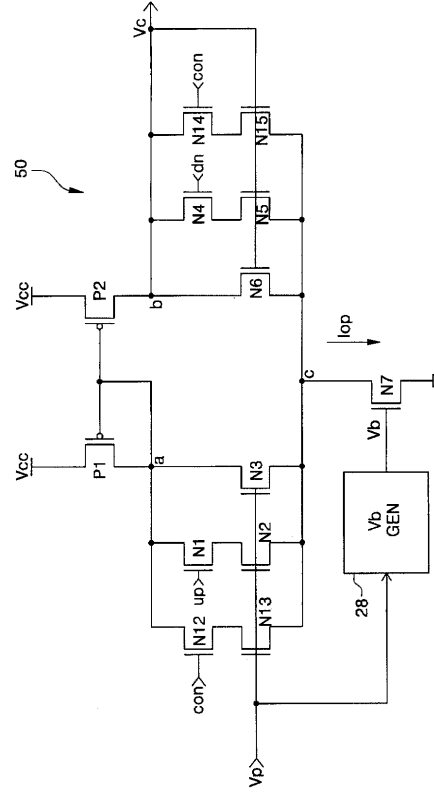 50
Vcc
Vcc
P1
P2
a
b
Vc
con
up
N12
N1
N13
N2
N3
N6
N4
dn
N14
con
N5
N15
c
Iop
Vp
28
Vb
GEN
Vb
N7